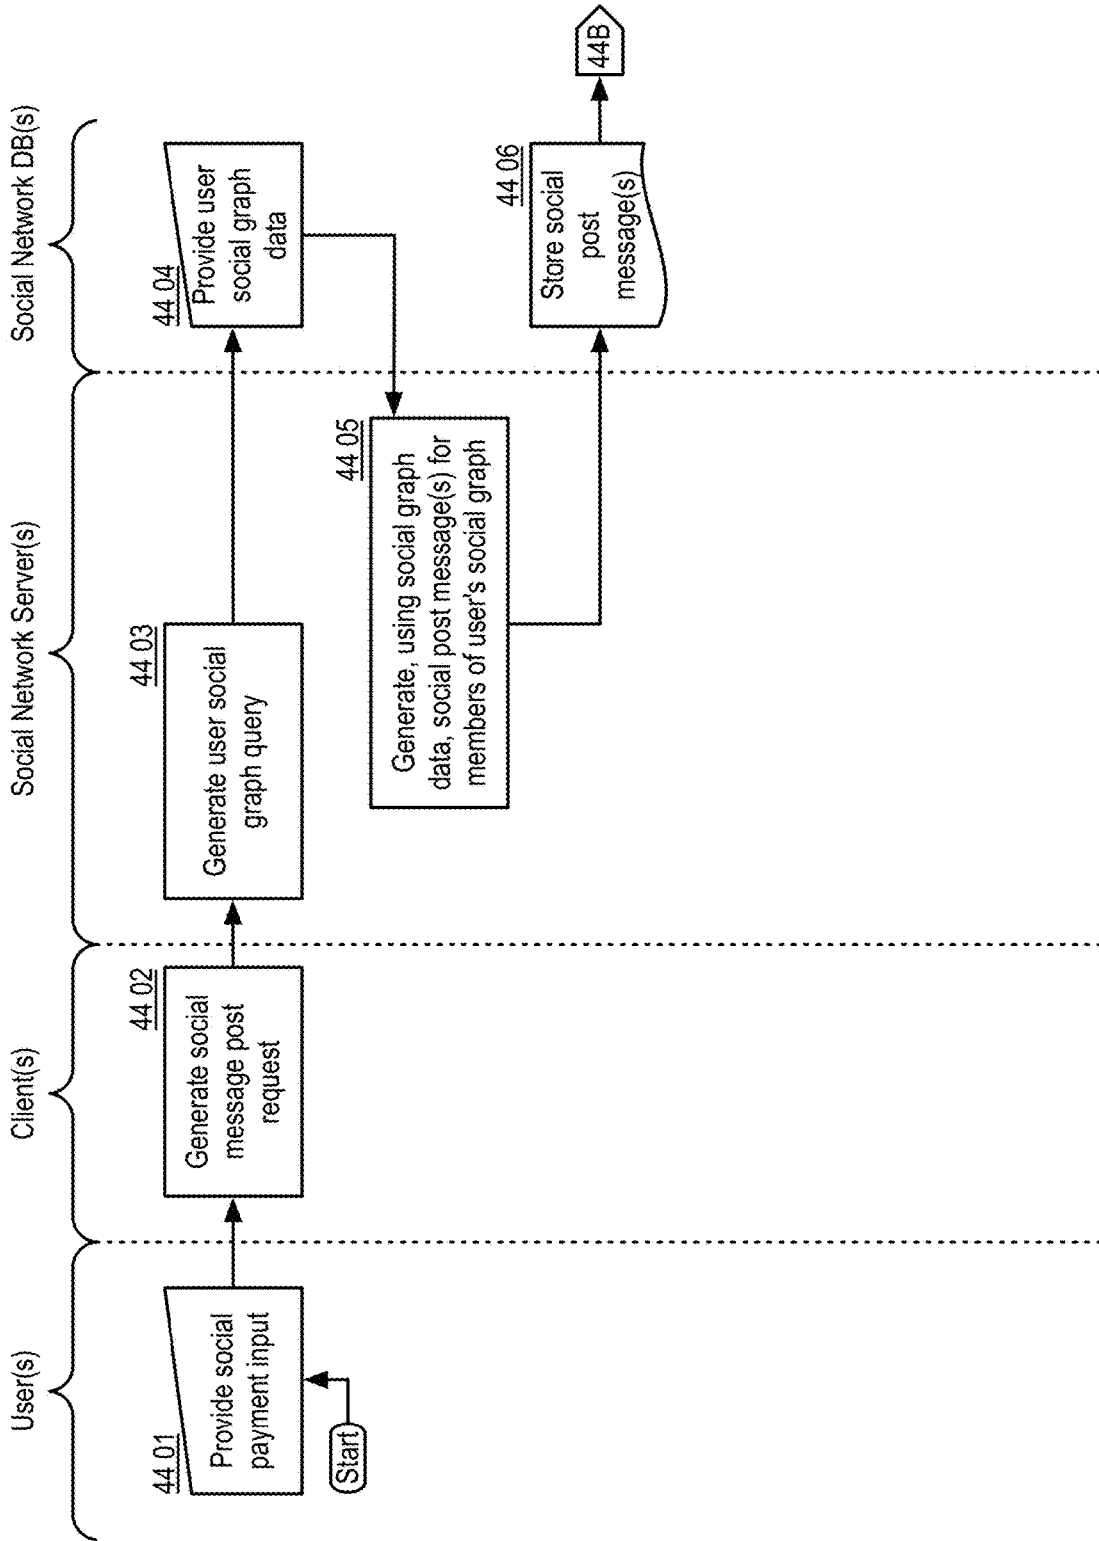 User(s)
Client(s)
Social Network Server(s)
Social Network DB(s)
44 01
Provide social
payment input
Start
44 02
Generate social
message post
request
44 03
Generate user social
graph query
44 04
Provide user
social graph
data
44 05
Generate, using social graph
data, social post message(s) for
members of user's social graph
44 06
Store social
post
message(s)
44B